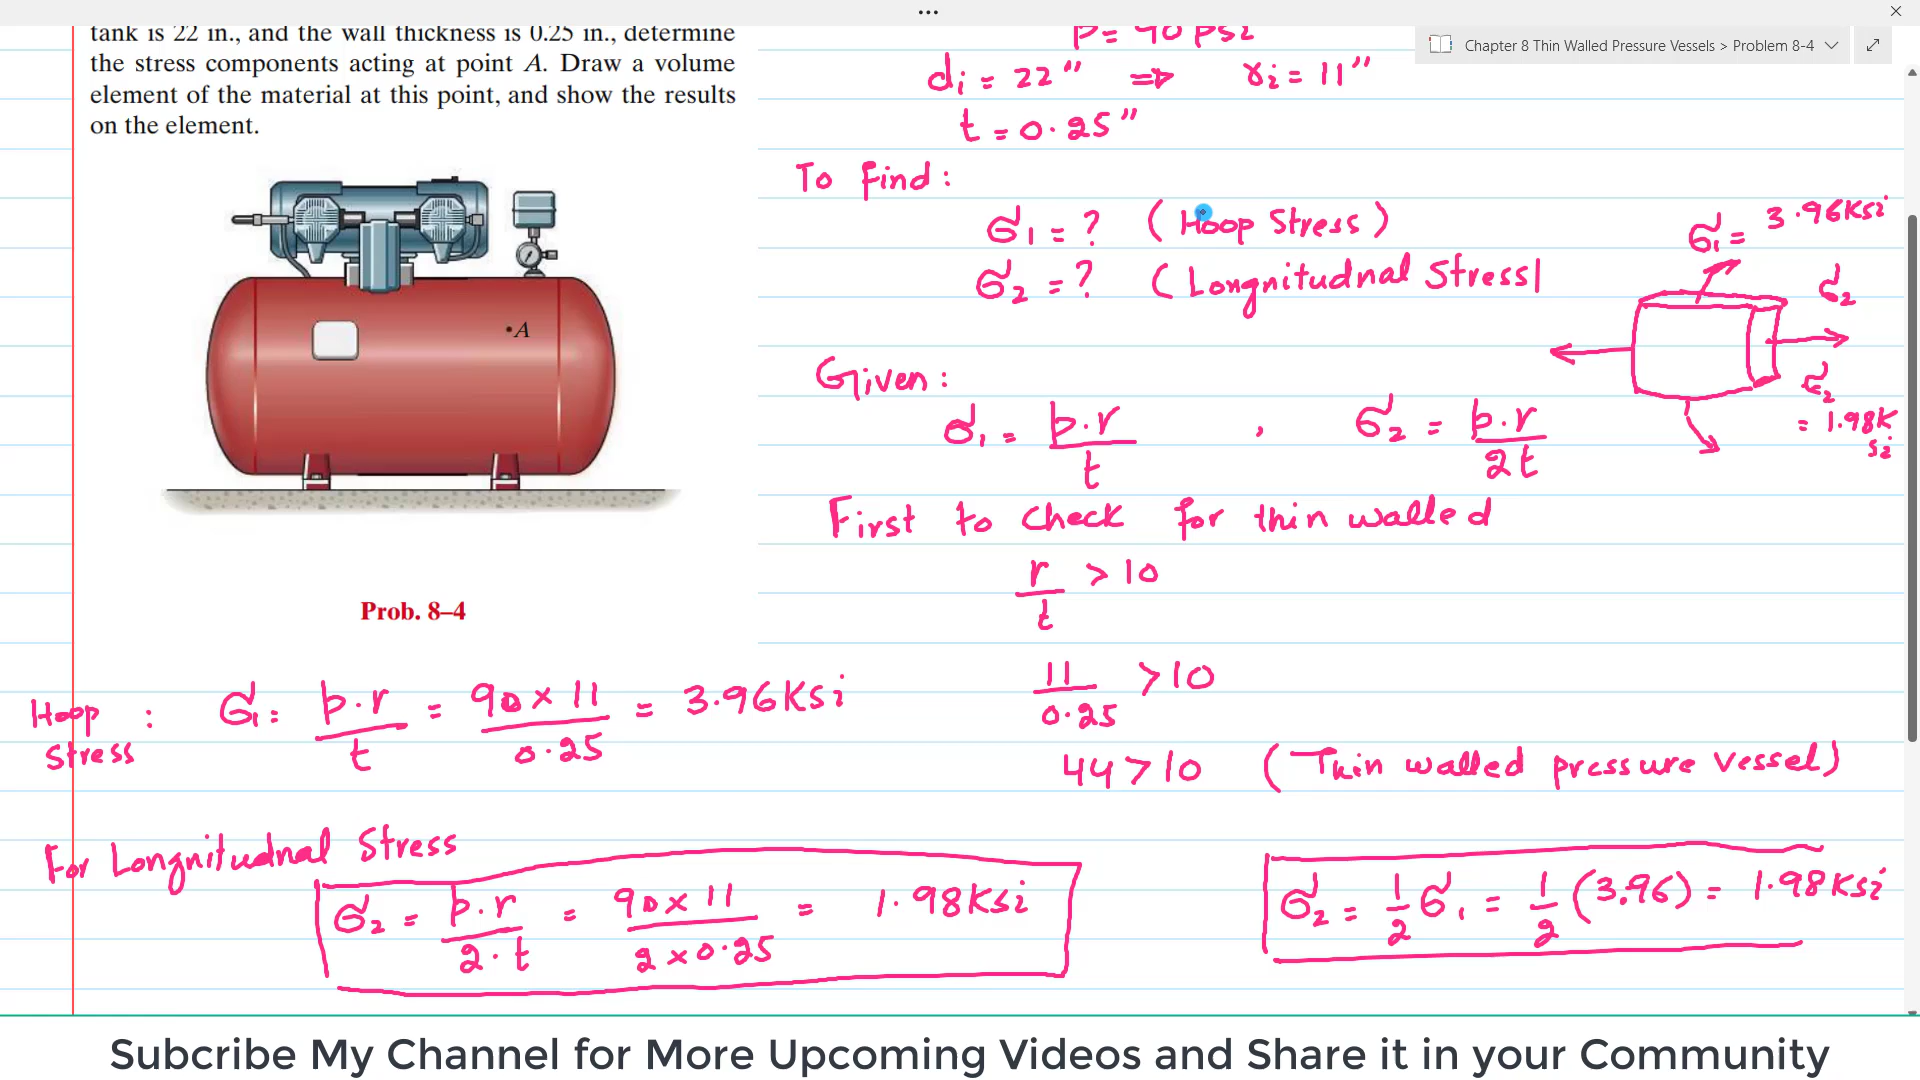 tank is 22 in., and the wall thickness is 0.25 in., determine
the stress components acting at point A. Draw a volume
element of the material at this point, and show the results
on the element.
•A
Prob. 8–4
Chapter 8 Thin Walled Pressure Vessels > Problem 8-4
p = 90 psi
di = 22" ⇒ ri = 11"
t = 0.25"
To Find:
σ1 = ? (Hoop Stress)
σ2 = ? (Longnitudnal Stress)
σ1 = 3.96Ksi
σ2
σ2 = 1.98K
si
Given:
σ1 = p.r/t , σ2 = p.r/2t
First to check for thin walled
r/t > 10
11/0.25 > 10
44 > 10 (Thin walled pressure vessel)
Hoop Stress : σ1 = p.r/t = 90 × 11/0.25 = 3.96Ksi
For Longnitudnal Stress
σ2 = p.r/2.t = 90 × 11/2 × 0.25 = 1.98Ksi
σ2 = 1/2 σ1 = 1/2 (3.96) = 1.98Ksi
Subcribe My Channel for More Upcoming Videos and Share it in your Community